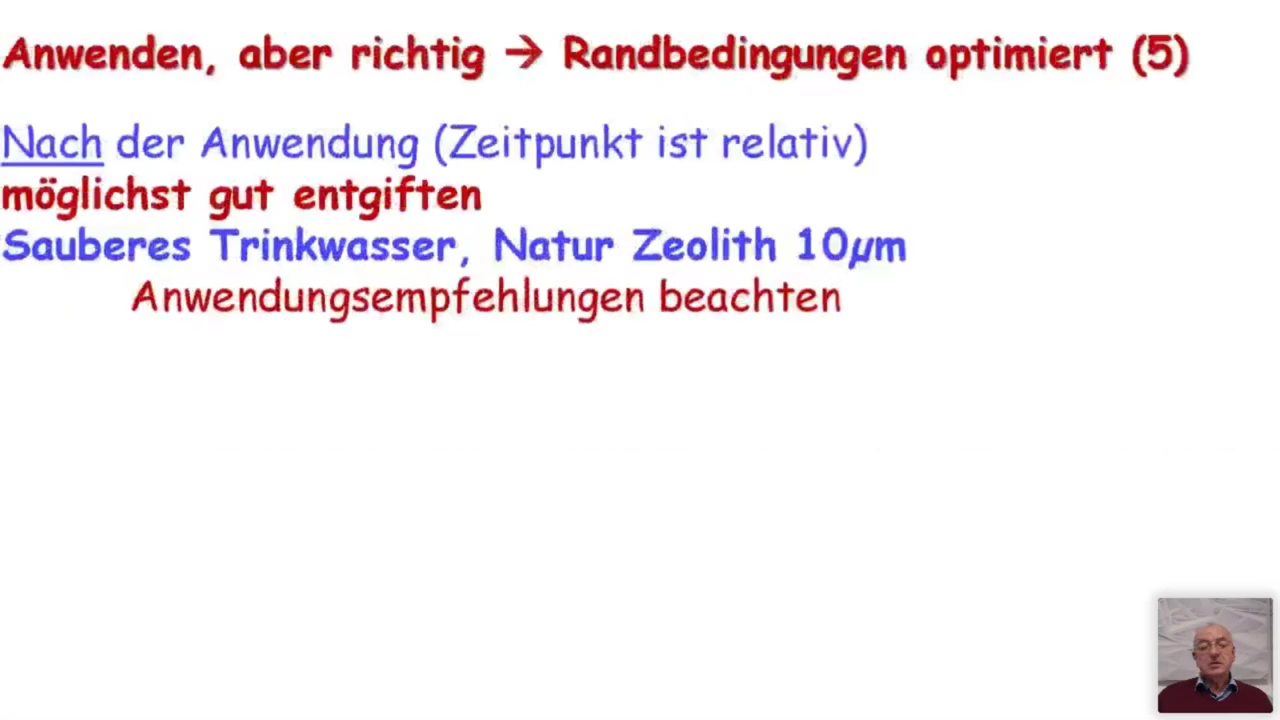 Anwenden, aber richtig → Randbedingungen optimiert (5)
Nach der Anwendung (Zeitpunkt ist relativ)
möglichst gut entgiften
Sauberes Trinkwasser, Natur Zeolith 10µm
Anwendungsempfehlungen beachten